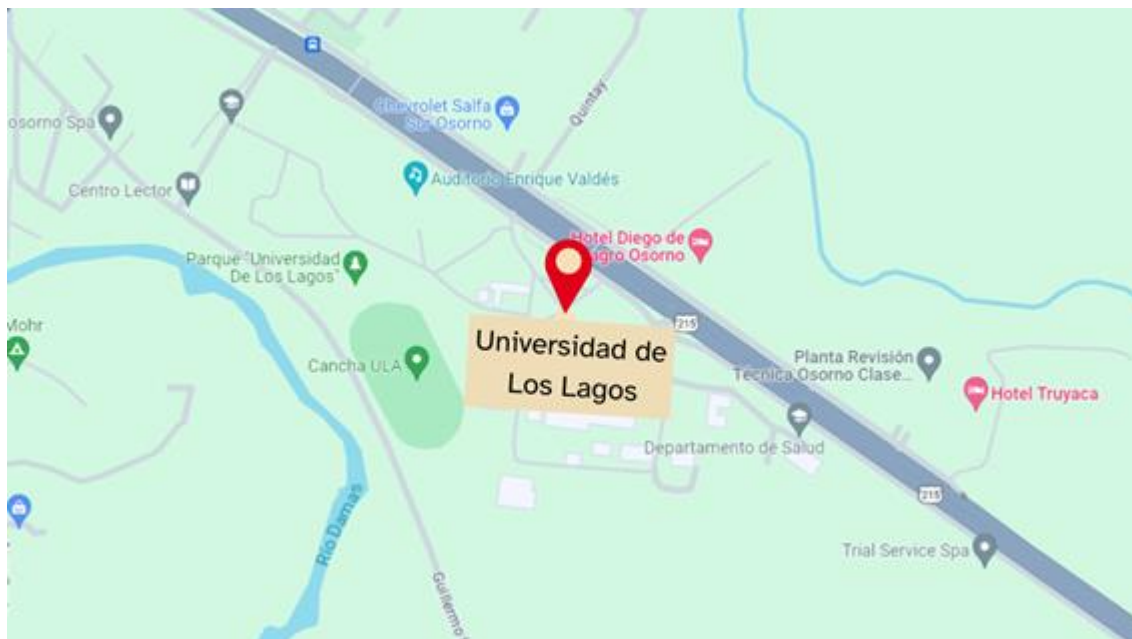 Chevrolet Salfa
Sur Osorno
Quintay
osorno Spa
Centro Lector
Auditorio Enrique Valdés
Hotel Diego de
Osorno
Parque "Universidad
De Los Lagos"
Mohr
Cancha ULA
Universidad de
Los Lagos
215
Planta Revisión
Técnica Osorno Clase...
Hotel Truyaca
Departamento de Salud
215
Río Damas
Trial Service Spa
Guillermo